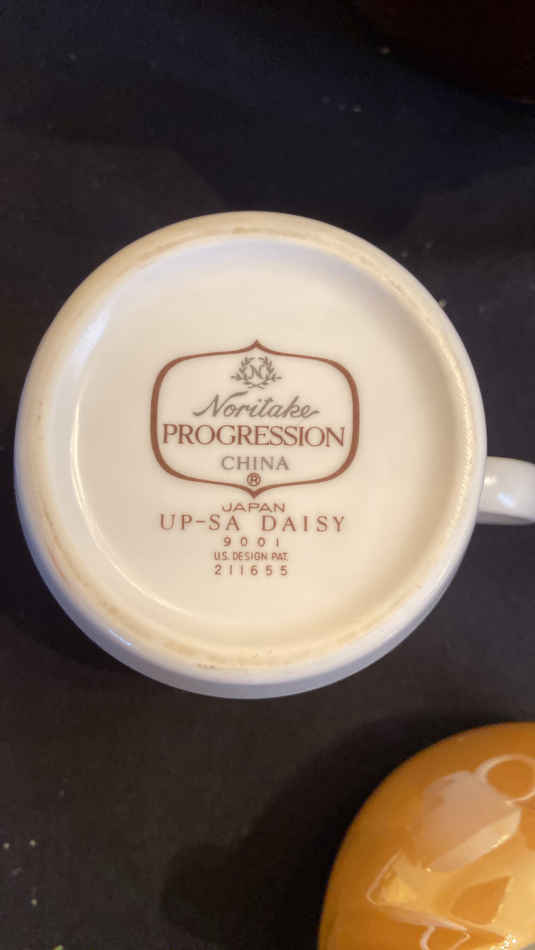 N
Noritake
PROGRESSION
CHINA
®
JAPAN
UP-SA DAISY
9001
U.S. DESIGN PAT.
211655